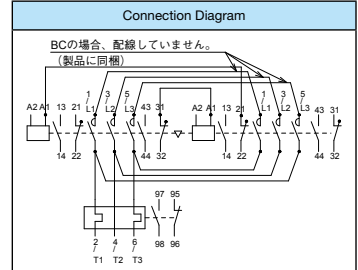 Connection Diagram
BCの場合、配線していません。
(製品に同梱)
1 3 5 1 3 5
A2 A1 13 21 /L1 /L2 /L3 43 31 A2 A1 13 21 /L1 /L2 /L3 43 31
14 22 44 32 14 22 44 32
97 95
2 4 6 98 96
/ / /
T1 T2 T3